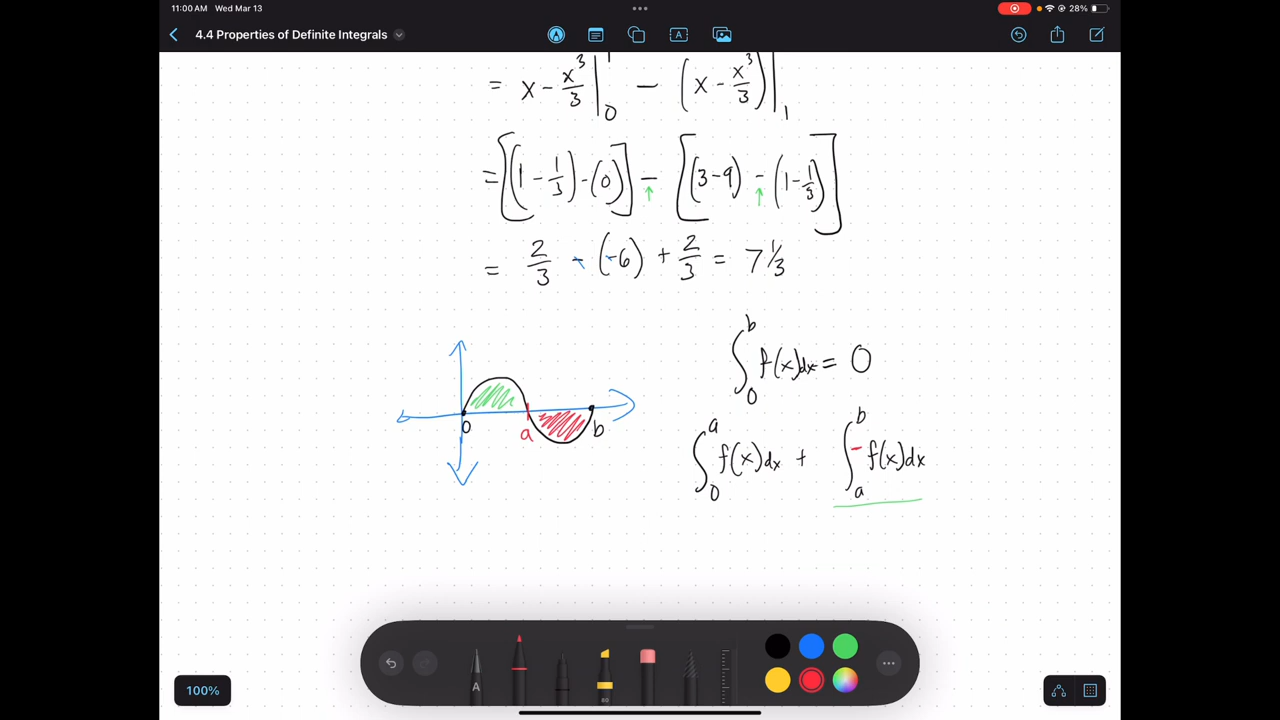 11:00 AM Wed Mar 13
28%
4.4 Properties of Definite Integrals
= x - x³/3 |₀¹ - (x - x³/3)|₁
= [(1 - 1/3) - (0)] - [(3 - 9) - (1 - 1/3)]
= 2/3 - (-6) + 2/3 = 7 1/3
∫₀ᵇ f(x)dx = 0
0 a b
∫₀ᵃ f(x)dx + ∫ₐᵇ -f(x)dx
A
80
100%